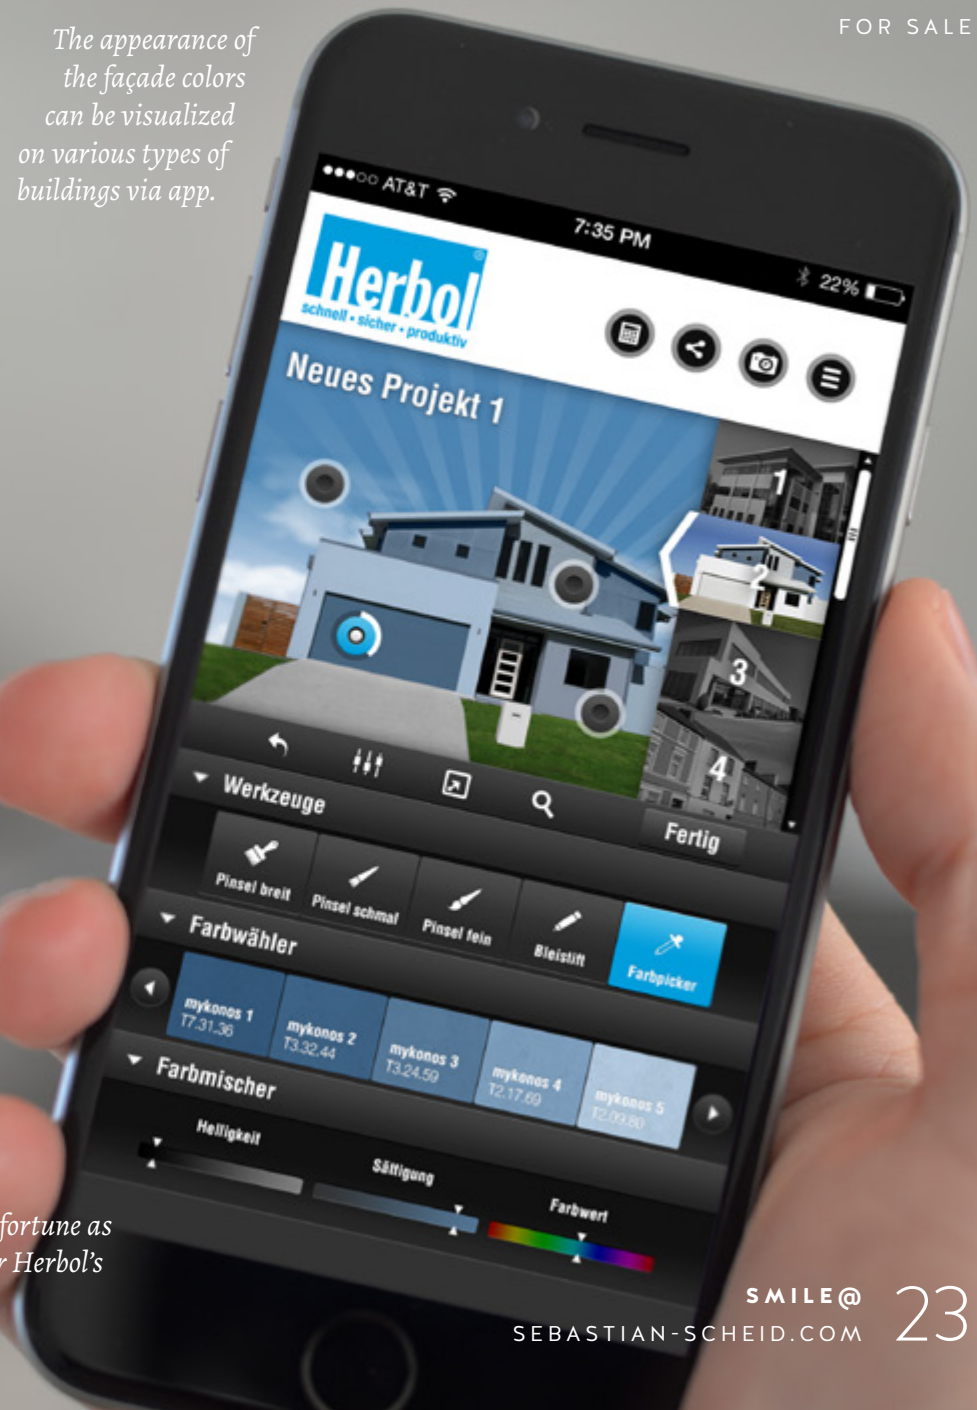 The appearance of
the façade colors
can be visualized
on various types of
buildings via app.
FOR SALE
AT&T
7:35 PM
22%
Herbol®
schnell • sicher • produktiv
Neues Projekt 1
1
2
3
4
Werkzeuge
Fertig
Pinsel breit
Pinsel schmal
Pinsel fein
Bleistift
Farbpicker
Farbwähler
mykonos 1
T7.31.36
mykonos 2
T3.32.44
mykonos 3
T3.24.59
mykonos 4
T2.17.69
mykonos 5
T2.09.80
Farbmischer
Helligkeit
Sättigung
Farbwert
fortune as
Herbol's
SMILE@
SEBASTIAN-SCHEID.COM
23